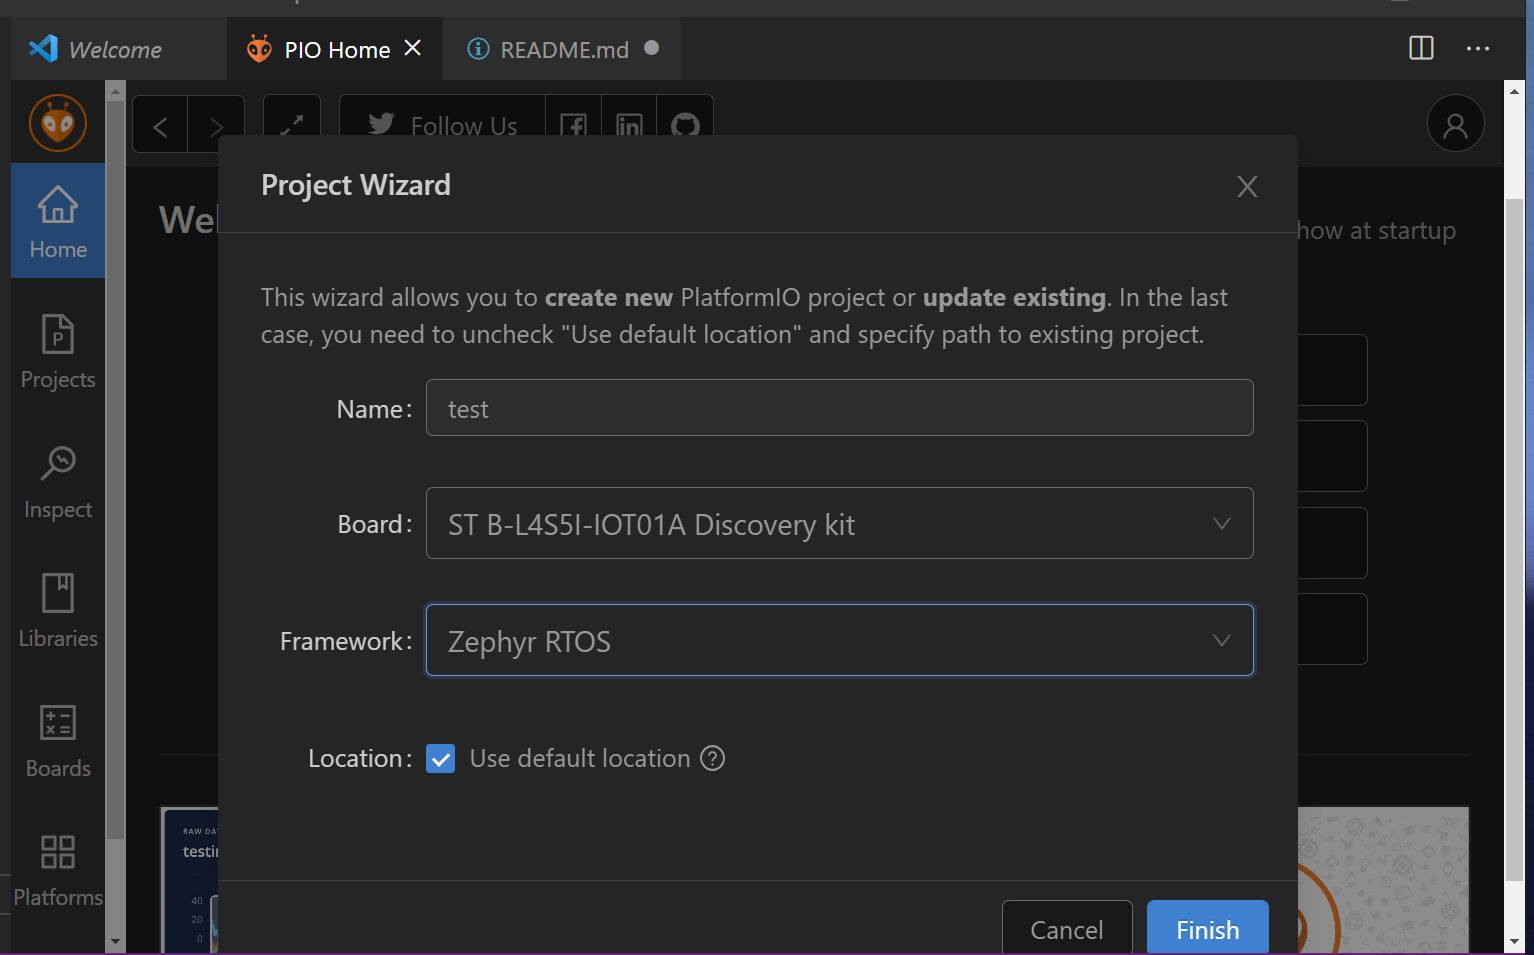 Welcome
PIO Home
README.md
Follow Us
Project Wizard
Wel
how at startup
Home
This wizard allows you to create new PlatformIO project or update existing. In the last
case, you need to uncheck "Use default location" and specify path to existing project.
Projects
Name:
test
Inspect
Board:
ST B-L4S5I-IOT01A Discovery kit
Libraries
Framework:
Zephyr RTOS
Boards
Location:
Use default location
RAW DA
testi
Platforms
40
20
0
Cancel
Finish